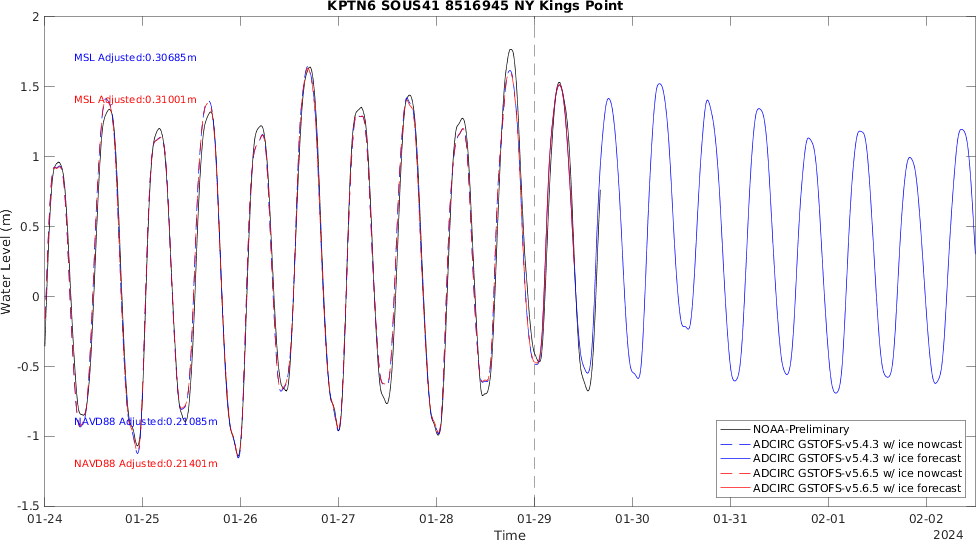 KPTN6 SOUS41 8516945 NY Kings Point
2
1.5
1
0.5
0
-0.5
-1
-1.5
Water Level (m)
MSL Adjusted:0.30685m
MSL Adjusted:0.31001m
NAVD88 Adjusted:0.21085m
NAVD88 Adjusted:0.21401m
NOAA-Preliminary
ADCIRC GSTOFS-v5.4.3 w/ ice nowcast
ADCIRC GSTOFS-v5.4.3 w/ ice forecast
ADCIRC GSTOFS-v5.6.5 w/ ice nowcast
ADCIRC GSTOFS-v5.6.5 w/ ice forecast
01-24 01-25 01-26 01-27 01-28 01-29 01-30 01-31 02-01 02-02
Time
2024